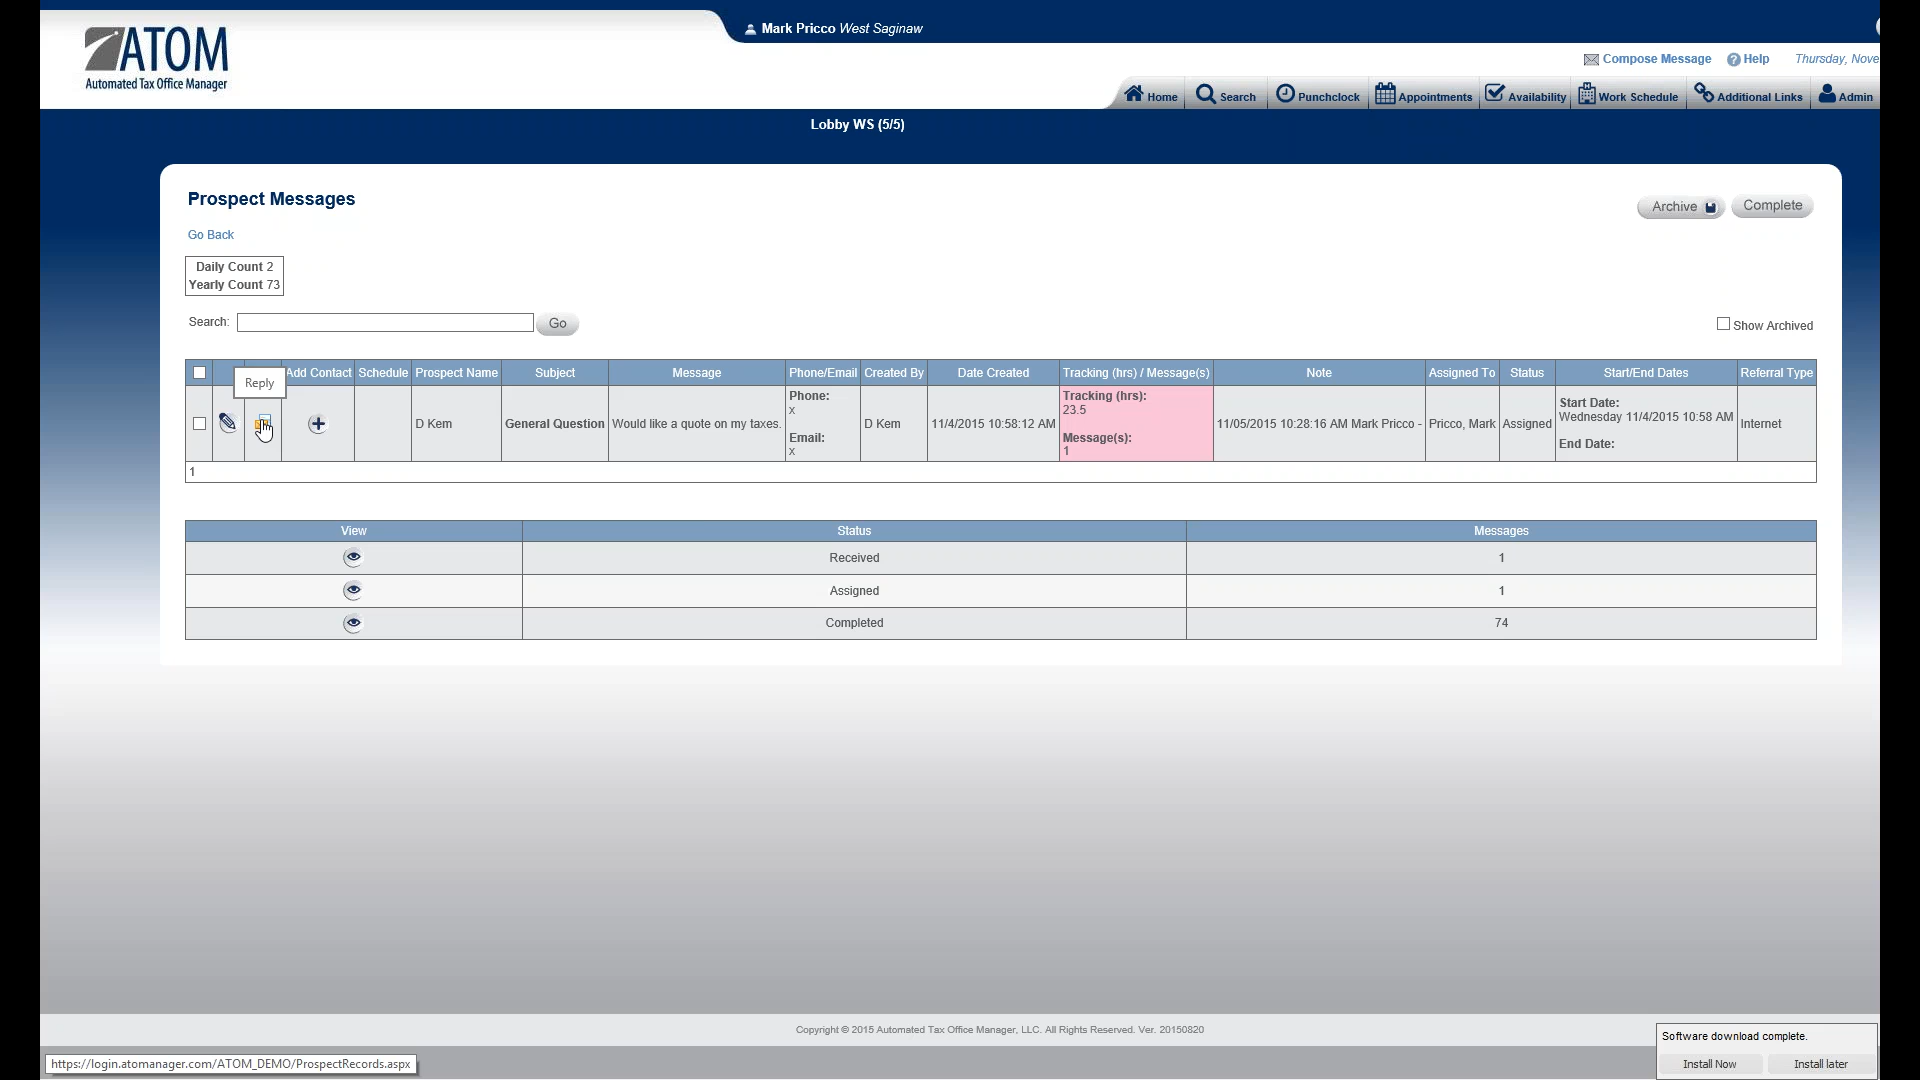 ATOM
Automated Tax Office Manager
Mark Pricco West Saginaw
Compose Message Help Thursday, Nove
Home Search Punchclock Appointments Availability Work Schedule Additional Links Admin
Lobby WS (5/5)
Prospect Messages
Archive Complete
Go Back
Daily Count 2
Yearly Count 73
Search: Go
Show Archived
Reply
Add Contact Schedule Prospect Name Subject Message Phone/Email Created By Date Created Tracking (hrs) / Message(s) Note Assigned To Status Start/End Dates Referral Type
D Kem General Question Would like a quote on my taxes. Phone: x Email: x D Kem 11/4/2015 10:58:12 AM Tracking (hrs): 23.5 Message(s): 1 11/05/2015 10:28:16 AM Mark Pricco - Pricco, Mark Assigned Start Date: Wednesday 11/4/2015 10:58 AM End Date: Internet
1
View Status Messages
Received 1
Assigned 1
Completed 74
Copyright © 2015 Automated Tax Office Manager, LLC. All Rights Reserved. Ver. 20150820
Software download complete.
Install Now Install later
https://login.atomanager.com/ATOM_DEMO/ProspectRecords.aspx